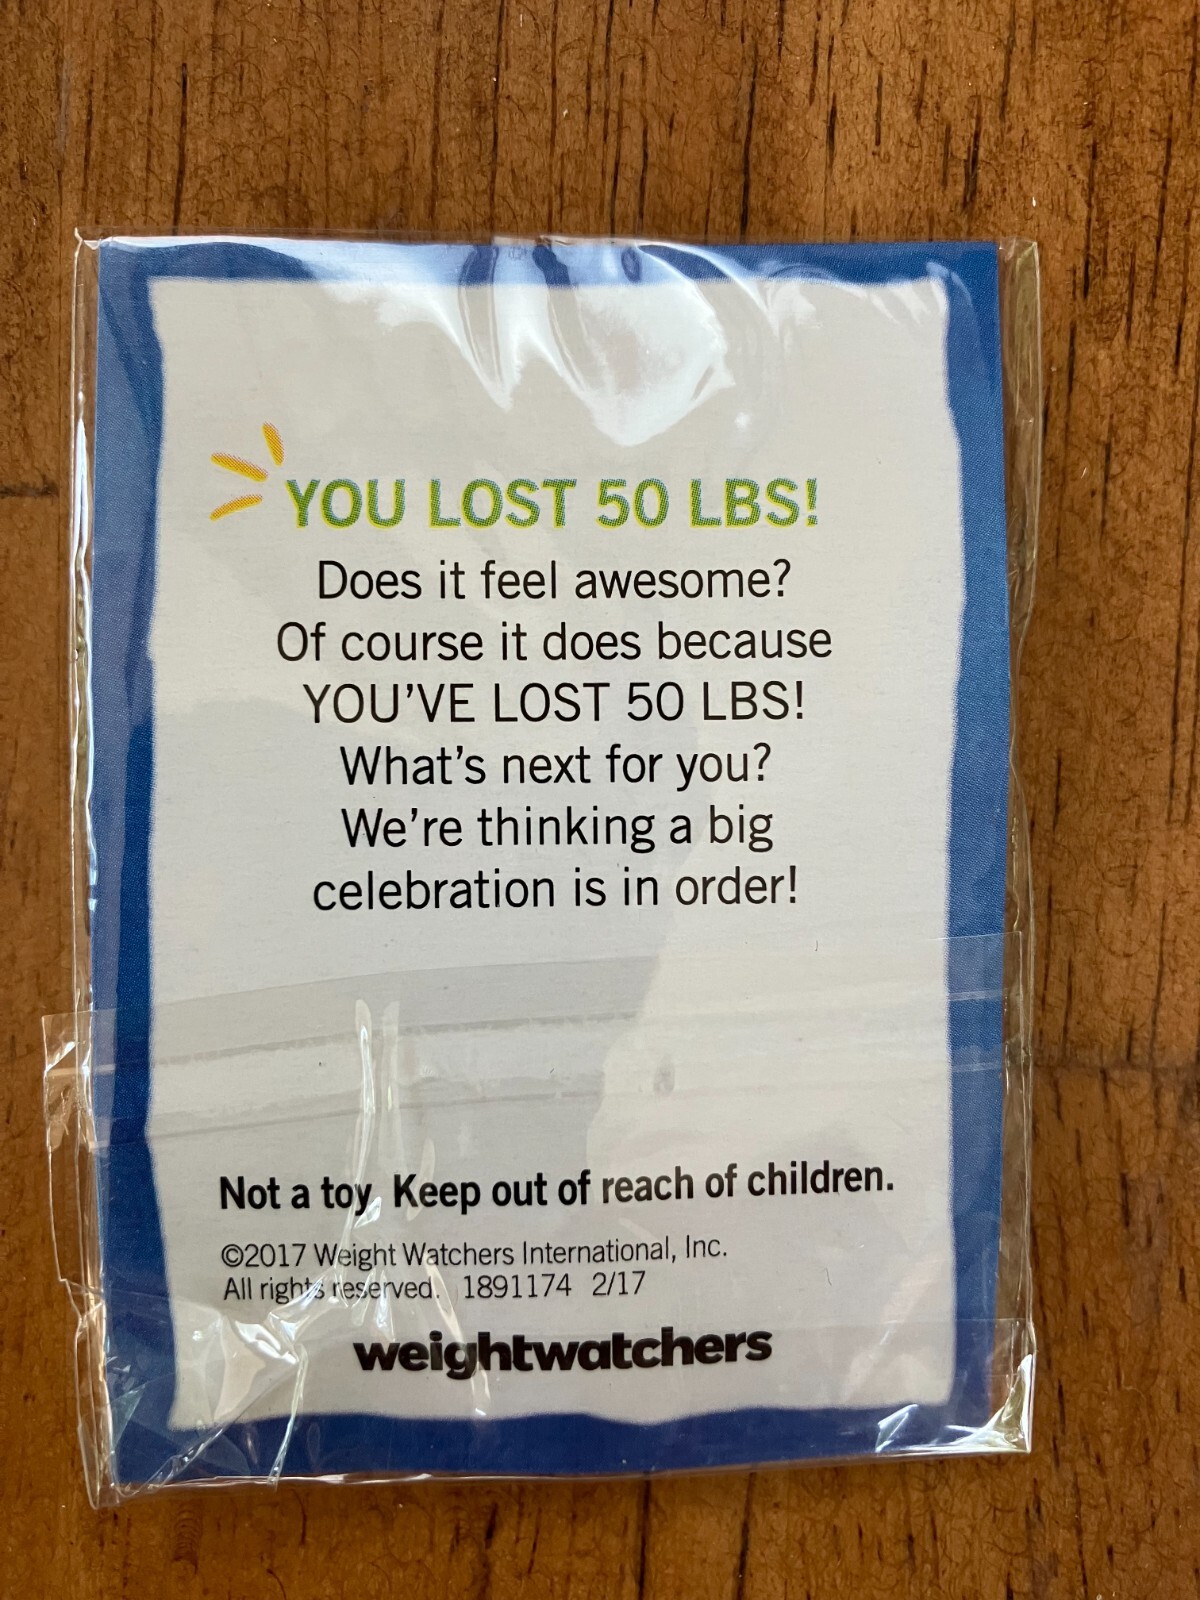 YOU LOST 50 LBS!
Does it feel awesome?
Of course it does because
YOU'VE LOST 50 LBS!
What's next for you?
We're thinking a big
celebration is in order!
Not a toy. Keep out of reach of children.
©2017 Weight Watchers International, Inc.
All rights reserved. 1891174 2/17
weightwatchers